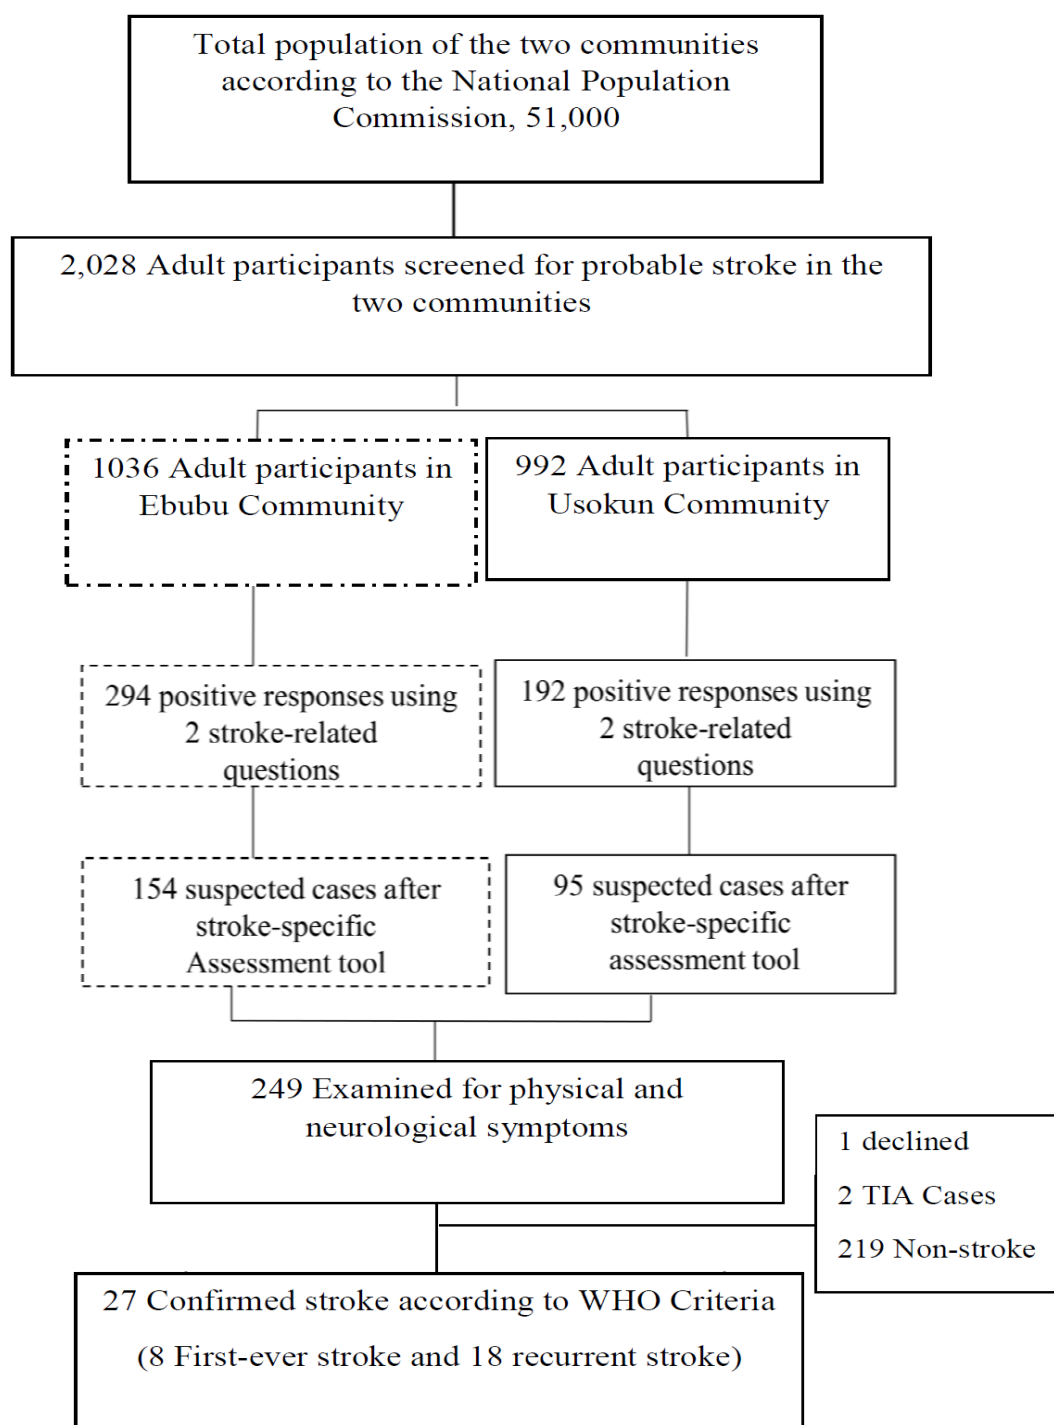 Total population of the two communities
according to the National Population
Commission, 51,000
2,028 Adult participants screened for probable stroke in the
two communities
1036 Adult participants in
Ebubu Community
992 Adult participants in
Usokun Community
294 positive responses using
2 stroke-related
questions
192 positive responses using
2 stroke-related
questions
154 suspected cases after
stroke-specific
Assessment tool
95 suspected cases after
stroke-specific
assessment tool
249 Examined for physical and
neurological symptoms
1 declined
2 TIA Cases
219 Non-stroke
27 Confirmed stroke according to WHO Criteria
(8 First-ever stroke and 18 recurrent stroke)